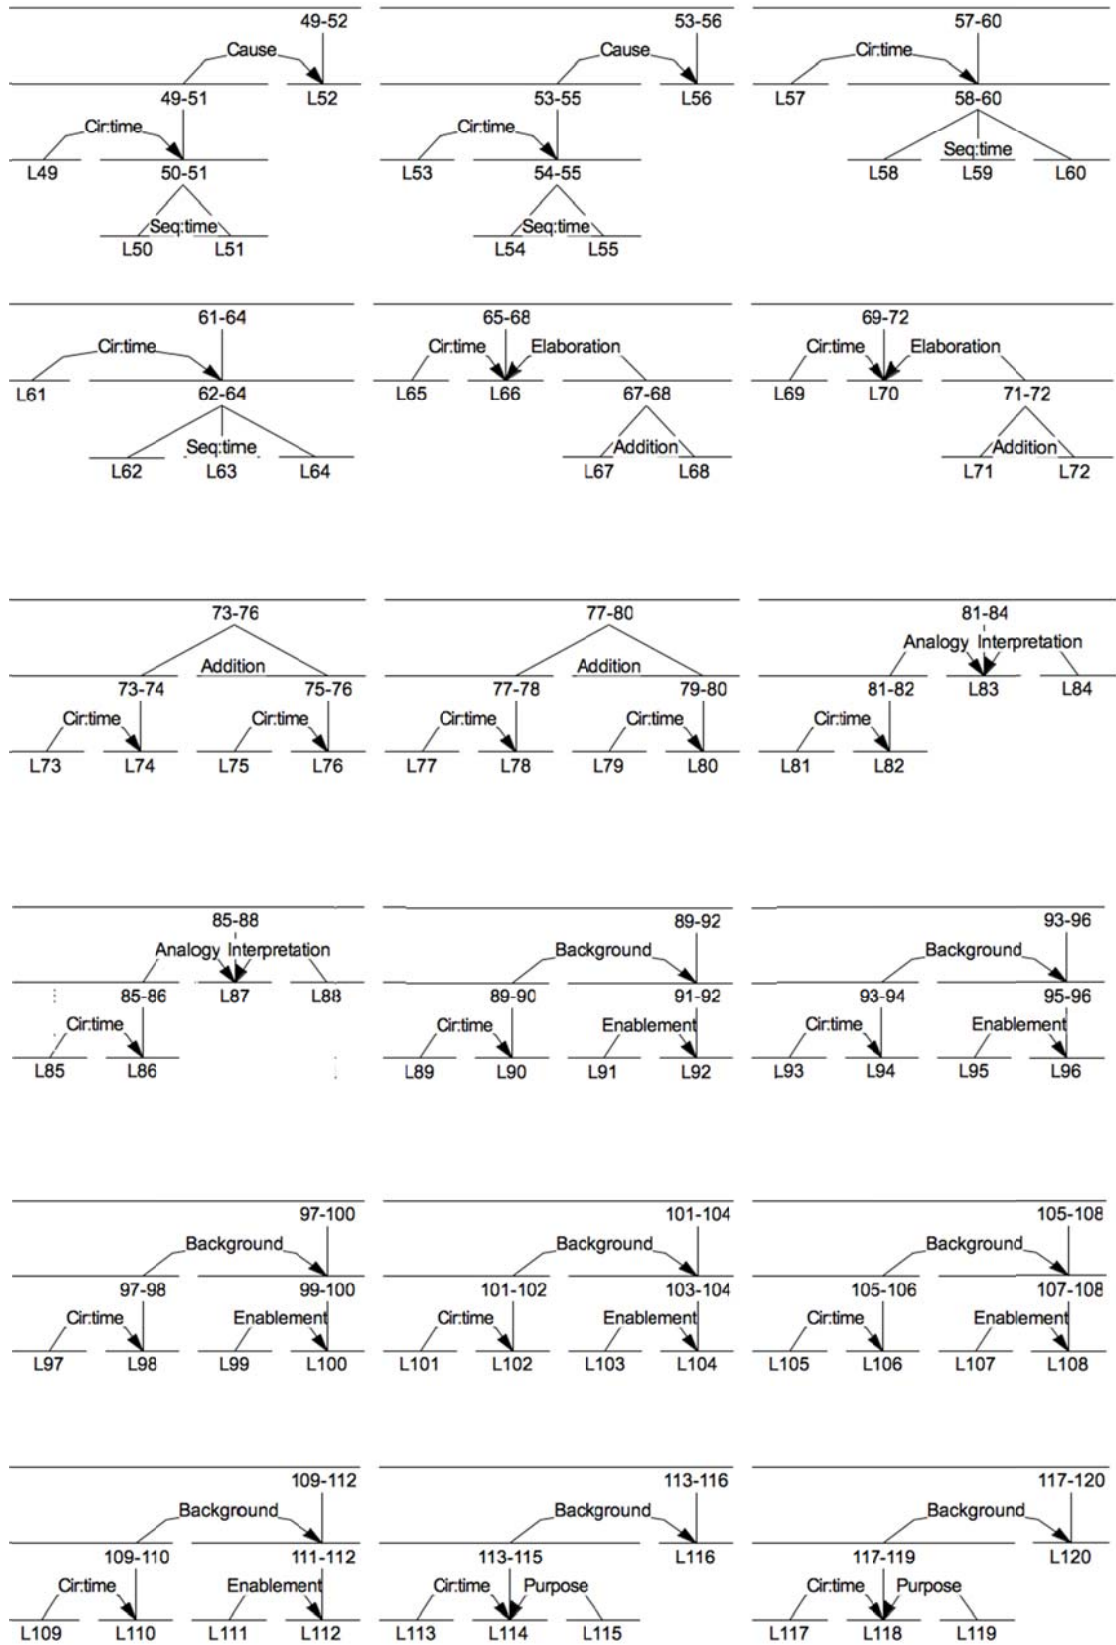 49-52 53-56 57-60
Cause Cause Cir:time
49-51 L52 53-55 L56 L57 58-60
Cir:time Cir:time Seq:time
L49 50-51 L53 54-55 L58 L59 L60
Seq:time Seq:time
L50 L51 L54 L55
61-64 65-68 69-72
Cir:time Cir:time Elaboration Cir:time Elaboration
L61 62-64 L65 L66 67-68 L69 L70 71-72
Seq:time Addition Addition
L62 L63 L64 L67 L68 L71 L72
73-76 77-80 81-84
Addition Addition Analogy Interpretation
73-74 75-76 77-78 79-80 81-82 L83 L84
Cir:time Cir:time Cir:time Cir:time Cir:time
L73 L74 L75 L76 L77 L78 L79 L80 L81 L82
85-88 89-92 93-96
Analogy Interpretation Background Background
85-86 L87 L88 89-90 91-92 93-94 95-96
Cir:time Cir:time Enablement Cir:time Enablement
L85 L86 L89 L90 L91 L92 L93 L94 L95 L96
97-100 101-104 105-108
Background Background Background
97-98 99-100 101-102 103-104 105-106 107-108
Cir:time Enablement Cir:time Enablement Cir:time Enablement
L97 L98 L99 L100 L101 L102 L103 L104 L105 L106 L107 L108
109-112 113-116 117-120
Background Background Background
109-110 111-112 113-115 L116 117-119 L120
Cir:time Enablement Cir:time Purpose Cir:time Purpose
L109 L110 L111 L112 L113 L114 L115 L117 L118 L119